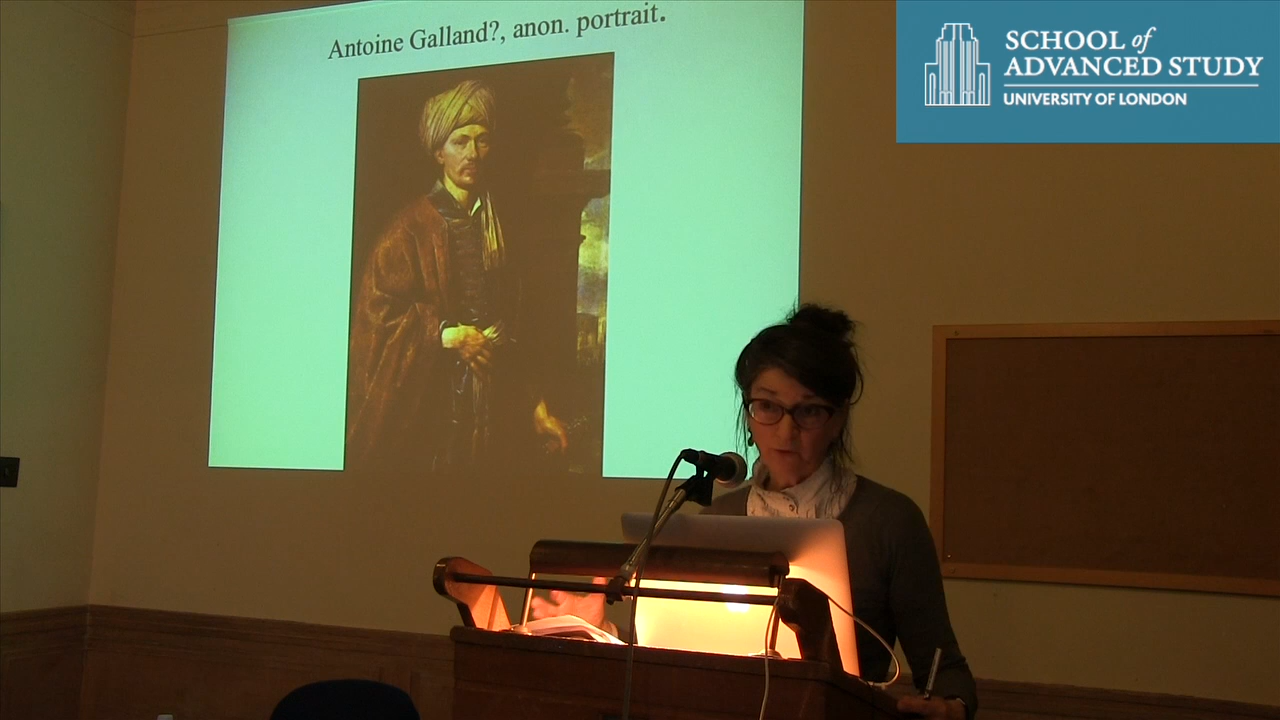 Antoine Galland?, anon. portrait.
SCHOOL of
ADVANCED STUDY
UNIVERSITY OF LONDON